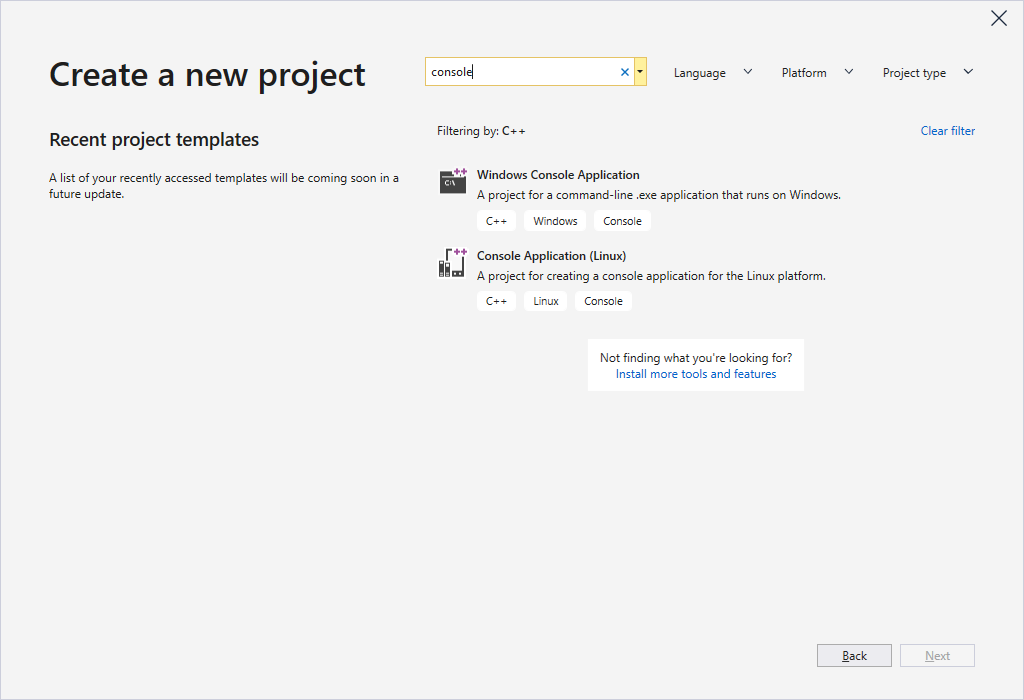 Create a new project
console
Language
Platform
Project type
Recent project templates
A list of your recently accessed templates will be coming soon in a
future update.
Filtering by: C++
Clear filter
Windows Console Application
A project for a command-line .exe application that runs on Windows.
C++ Windows Console
Console Application (Linux)
A project for creating a console application for the Linux platform.
C++ Linux Console
Not finding what you're looking for?
Install more tools and features
Back
Next